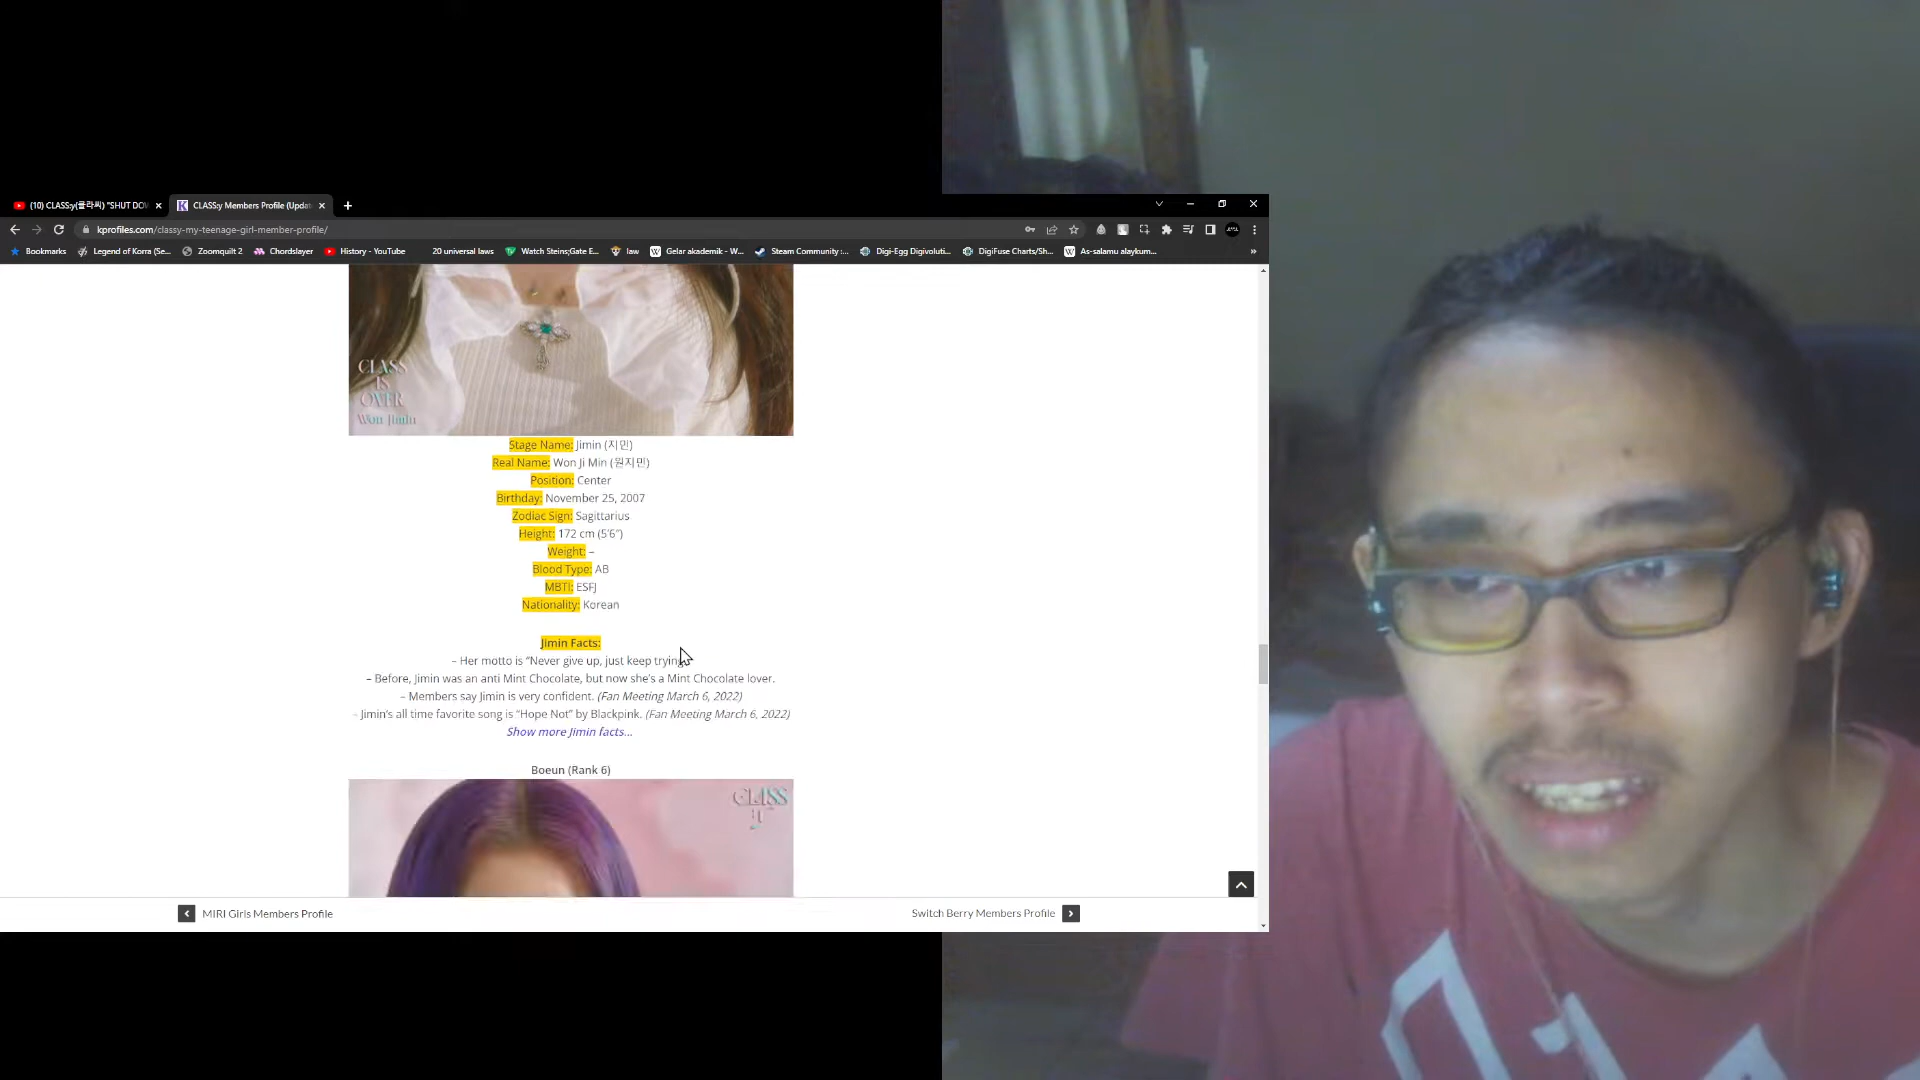 (10) CLASS:y(클라씨) "SHUT DOV
CLASS:y Members Profile (Updat
kprofiles.com/classy-my-teenage-girl-member-profile/
Bookmarks
Legend of Korra (Se...
Zoomquilt 2
Chordslayer
History - YouTube
20 universal laws
Watch Steins;Gate E...
law
Gelar akademik - W...
Steam Community :...
Digi-Egg Digivoluti...
DigiFuse Charts/Sh...
As-salamu alaykum...
»
CLASS
IS
OVER
Won Jimin
Stage Name: Jimin (지민)
Real Name: Won Ji Min (원지민)
Position: Center
Birthday: November 25, 2007
Zodiac Sign: Sagittarius
Height: 172 cm (5'6")
Weight: –
Blood Type: AB
MBTI: ESFJ
Nationality: Korean
Jimin Facts:
– Her motto is "Never give up, just keep trying
– Before, Jimin was an anti Mint Chocolate, but now she's a Mint Chocolate lover.
– Members say Jimin is very confident. (Fan Meeting March 6, 2022)
– Jimin's all time favorite song is "Hope Not" by Blackpink. (Fan Meeting March 6, 2022)
Show more Jimin facts...
Boeun (Rank 6)
CLASS
y
MIRI Girls Members Profile
Switch Berry Members Profile